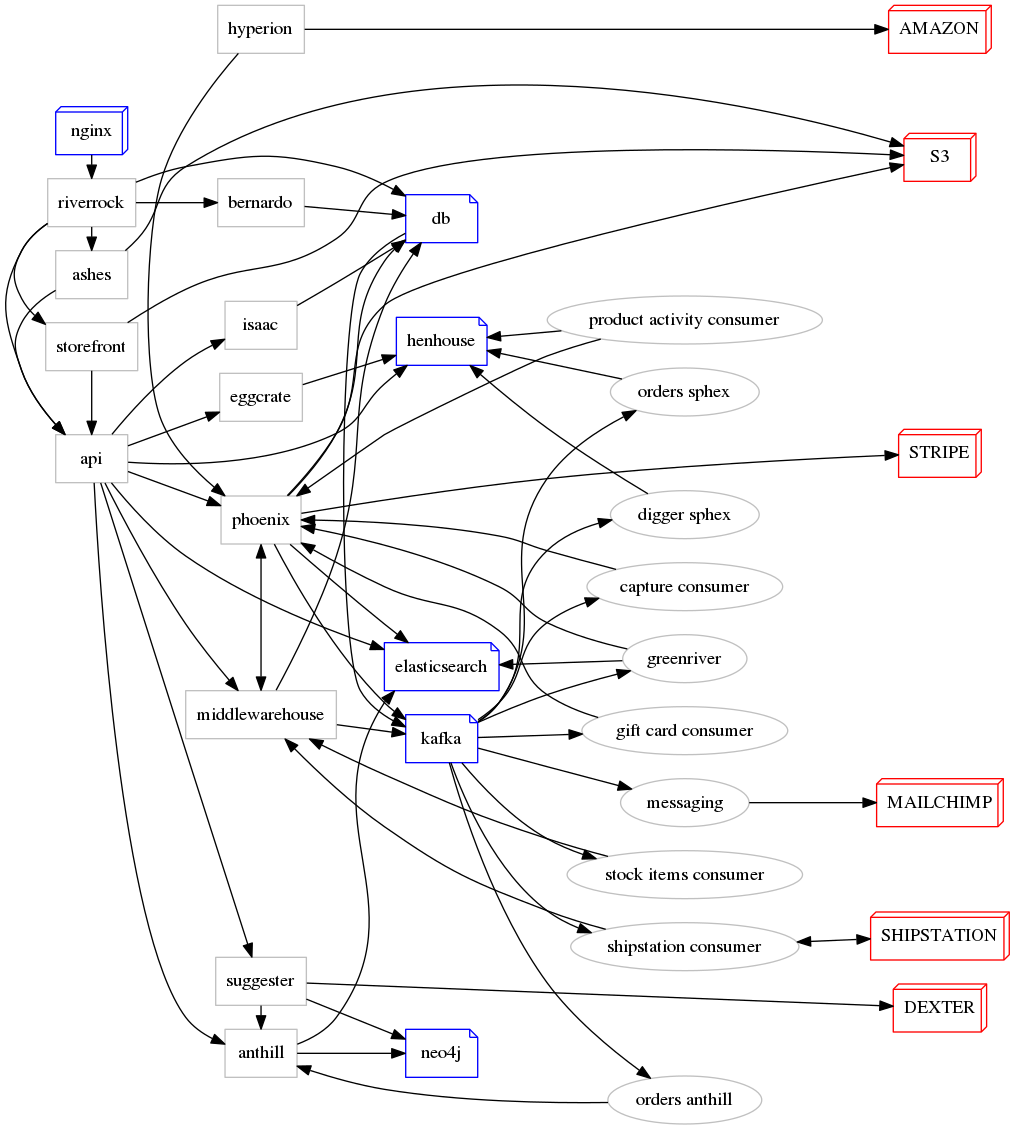 hyperion
AMAZON
nginx
S3
riverrock
bernardo
db
ashes
product activity consumer
isaac
henhouse
storefront
orders sphex
eggcrate
STRIPE
api
digger sphex
phoenix
capture consumer
greenriver
elasticsearch
middlewarehouse
gift card consumer
kafka
messaging
MAILCHIMP
stock items consumer
SHIPSTATION
shipstation consumer
suggester
DEXTER
anthill
neo4j
orders anthill